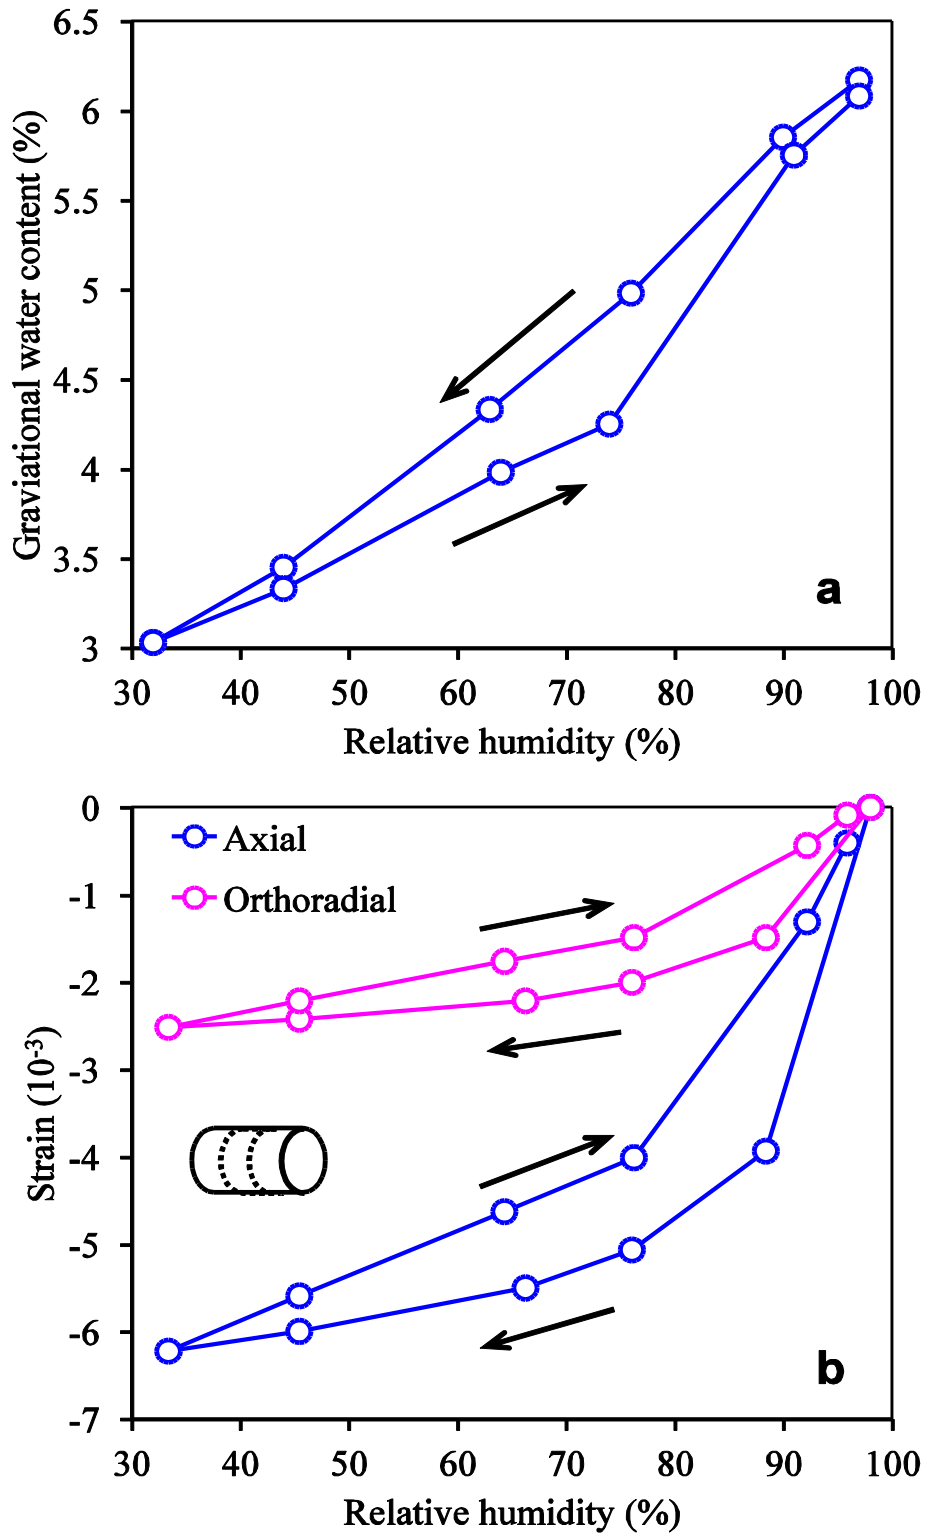 6.5
6
5.5
5
4.5
4
3.5
3
Graviational water content (%)
a
30 40 50 60 70 80 90 100
Relative humidity (%)
0
-1
-2
-3
-4
-5
-6
-7
Strain (10-3)
Axial
Orthoradial
b
30 40 50 60 70 80 90 100
Relative humidity (%)